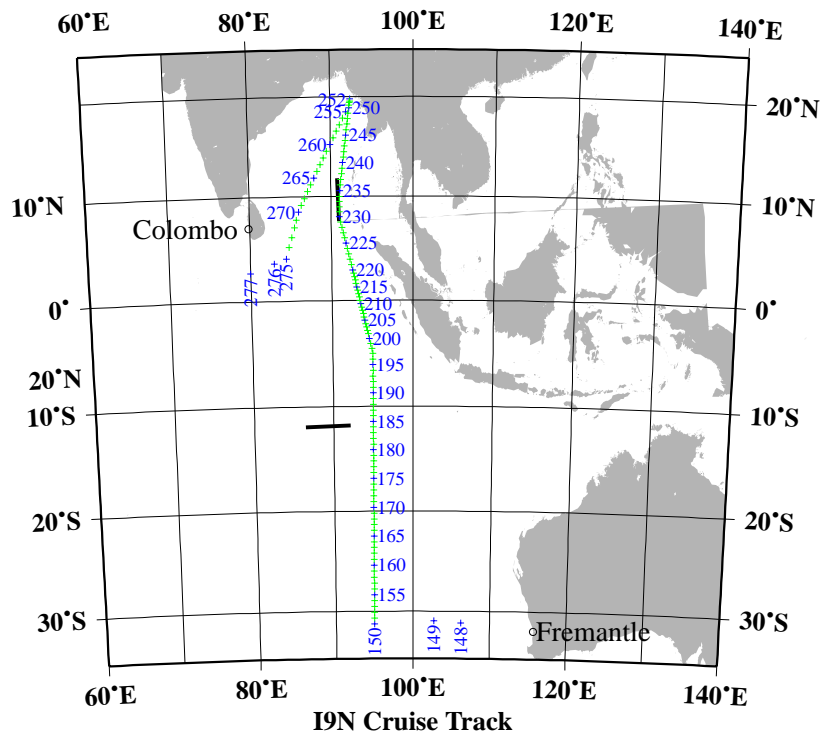 60°E 80°E 100°E 120°E 140°E
20°N
252 250
255
245
260
240
265
235
10°N 10°N
270 230
Colombo
225
220
277 276 275
215
0° 210 0°
205
200
195
20°N
190
10°S 185 10°S
180
175
170
20°S 20°S
165
160
155
30°S 150 149 148 Fremantle 30°S
60°E 80°E 100°E 120°E 140°E
I9N Cruise Track